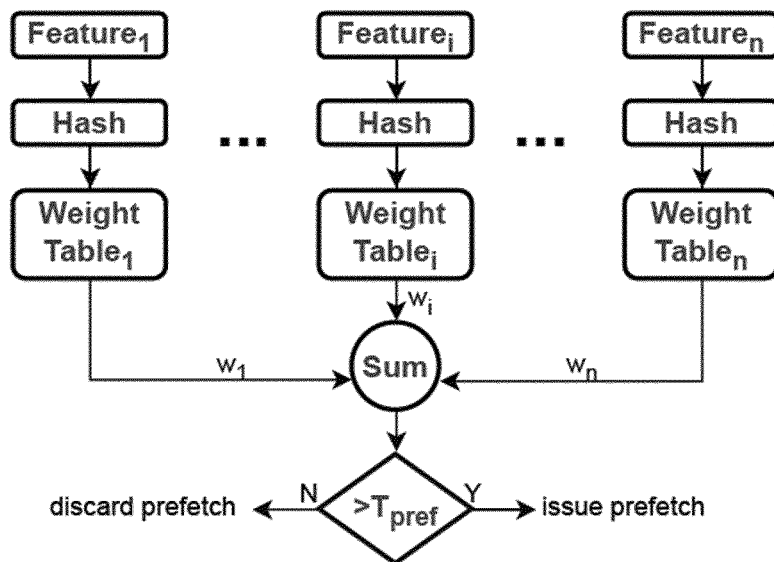 Feature1 Featurei Featuren
Hash ... Hash ... Hash
Weight Table1 Weight Tablei Weight Tablen
wi
w1 Sum wn
N >Tpref Y
discard prefetch issue prefetch